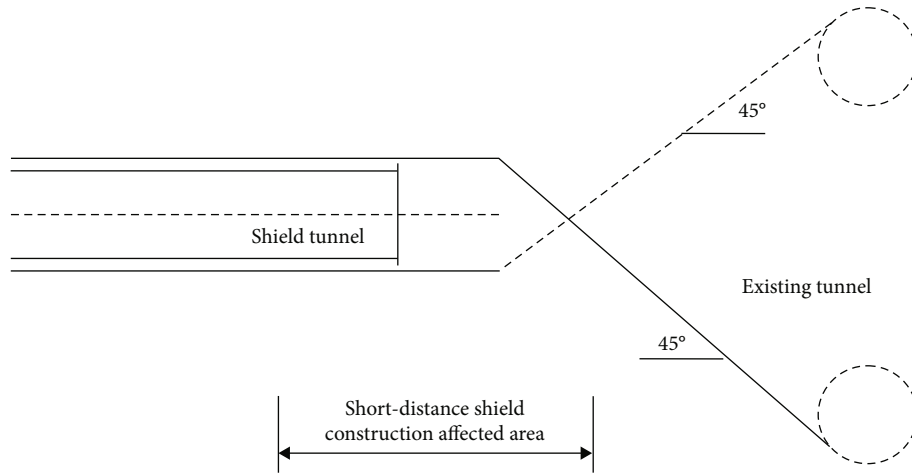 45°
Shield tunnel
Existing tunnel
45°
Short-distance shield
construction affected area